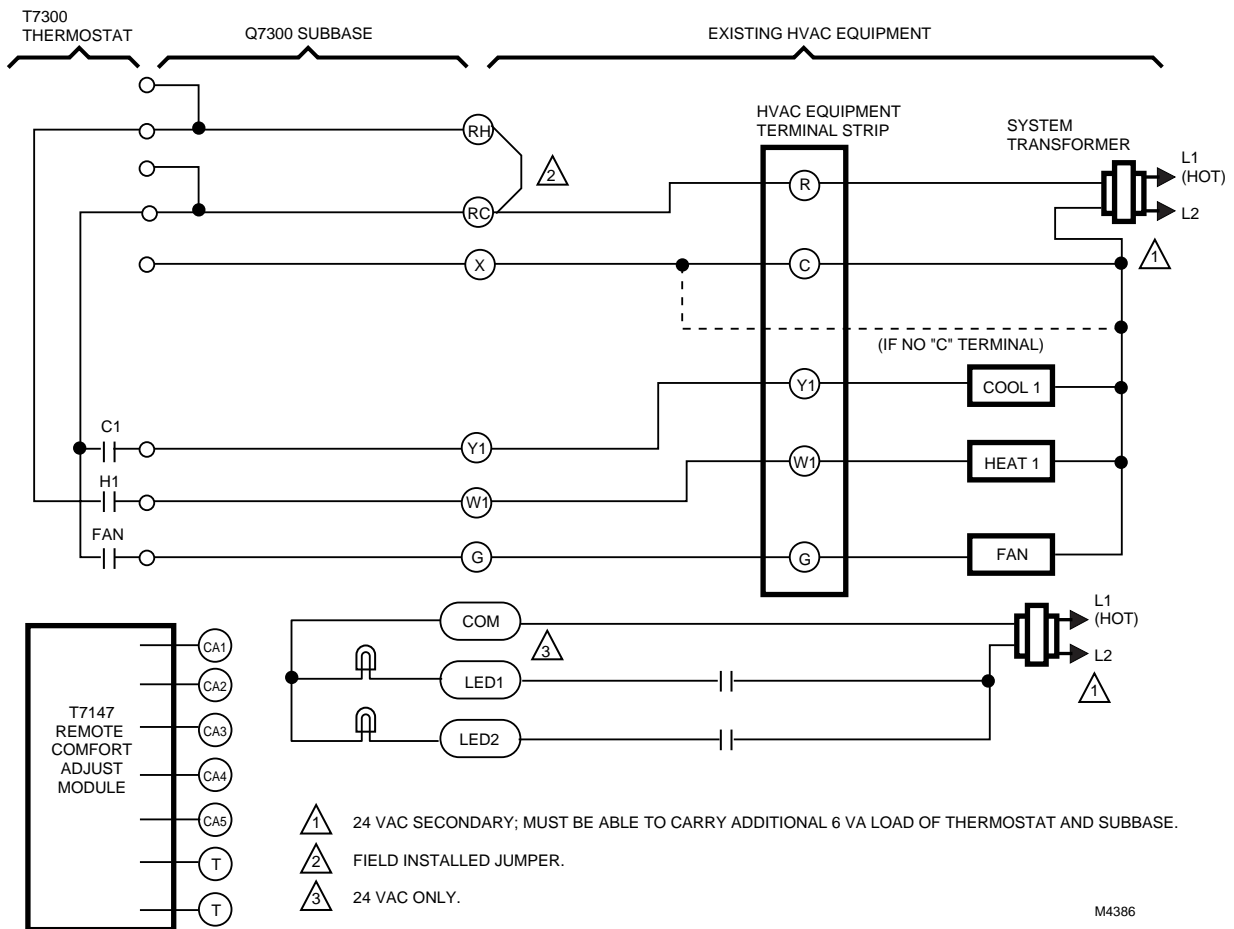 T7300
THERMOSTAT
Q7300 SUBBASE
EXISTING HVAC EQUIPMENT
HVAC EQUIPMENT
TERMINAL STRIP
SYSTEM
TRANSFORMER
L1
(HOT)
L2
RH
2
R
RC
X
C
1
(IF NO "C" TERMINAL)
Y1
COOL 1
C1
Y1
W1
HEAT 1
H1
W1
FAN
G
G
FAN
COM
3
L1
(HOT)
L2
1
LED1
LED2
T7147
REMOTE
COMFORT
ADJUST
MODULE
CA1
CA2
CA3
CA4
CA5
T
T
1 24 VAC SECONDARY; MUST BE ABLE TO CARRY ADDITIONAL 6 VA LOAD OF THERMOSTAT AND SUBBASE.
2 FIELD INSTALLED JUMPER.
3 24 VAC ONLY.
M4386